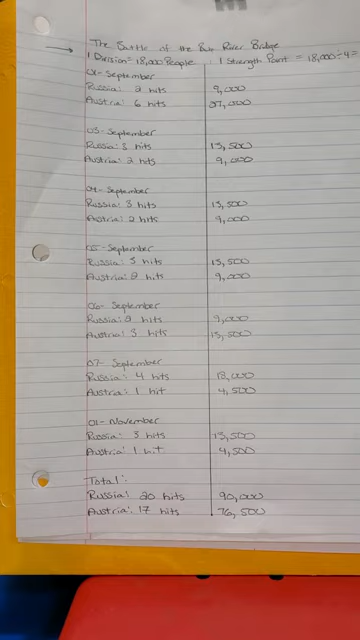 The Battle of the Bug River Bridge
1 Division = 18,000 People 1 Strength Point = 18,000 ÷ 4 =
September
Russia: 2 hits 9,000
Austria: 6 hits 27,000
03-September
Russia: 3 hits 13,500
Austria: 2 hits 9,000
04-September
Russia: 3 hits 13,500
Austria: 2 hits 9,000
05-September
Russia: 3 hits 13,500
Austria: 2 hits 9,000
06-September
Russia: 2 hits 9,000
Austria: 3 hits 13,500
07-September
Russia: 4 hits 18,000
Austria: 1 hit 4,500
01-November
Russia: 3 hits 13,500
Austria: 1 hit 4,500
Total:
Russia: 20 hits 90,000
Austria: 17 hits 76,500